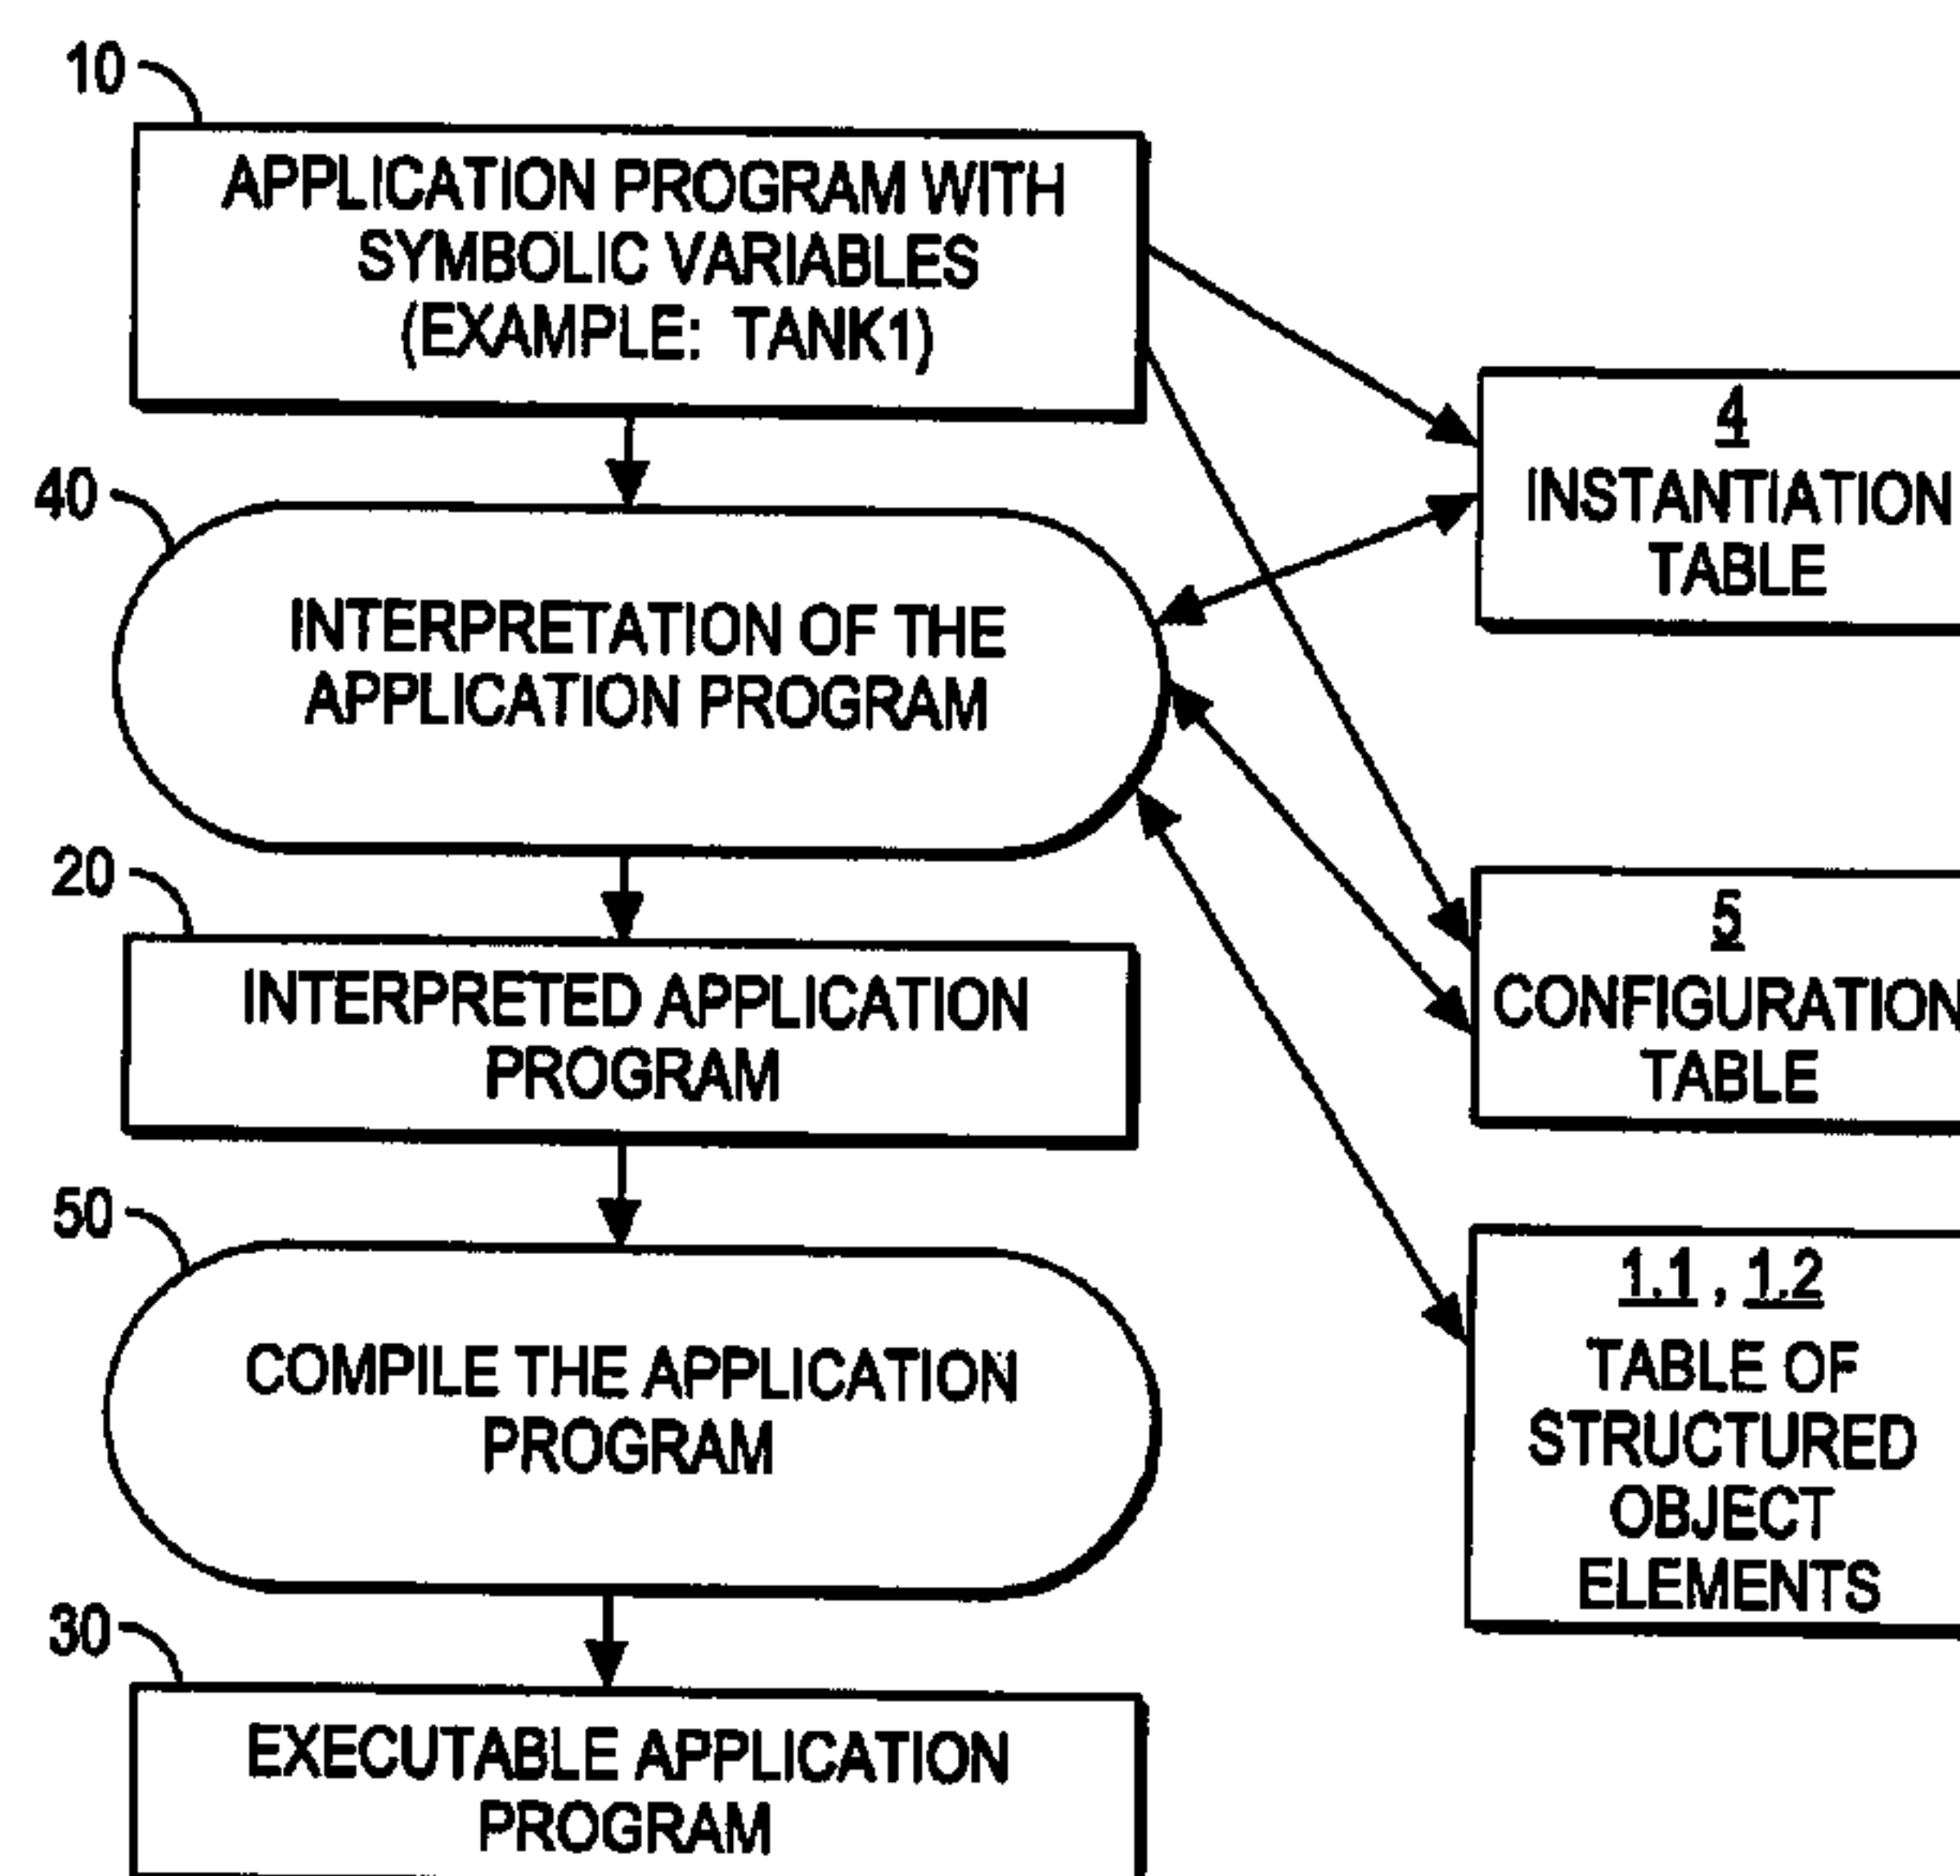 10
APPLICATION PROGRAM WITH
SYMBOLIC VARIABLES
(EXAMPLE: TANK1)
4
INSTANTIATION
TABLE
40
INTERPRETATION OF THE
APPLICATION PROGRAM
20
INTERPRETED APPLICATION
PROGRAM
5
CONFIGURATION
TABLE
50
COMPILE THE APPLICATION
PROGRAM
1.1 , 1.2
TABLE OF
STRUCTURED
OBJECT
ELEMENTS
30
EXECUTABLE APPLICATION
PROGRAM